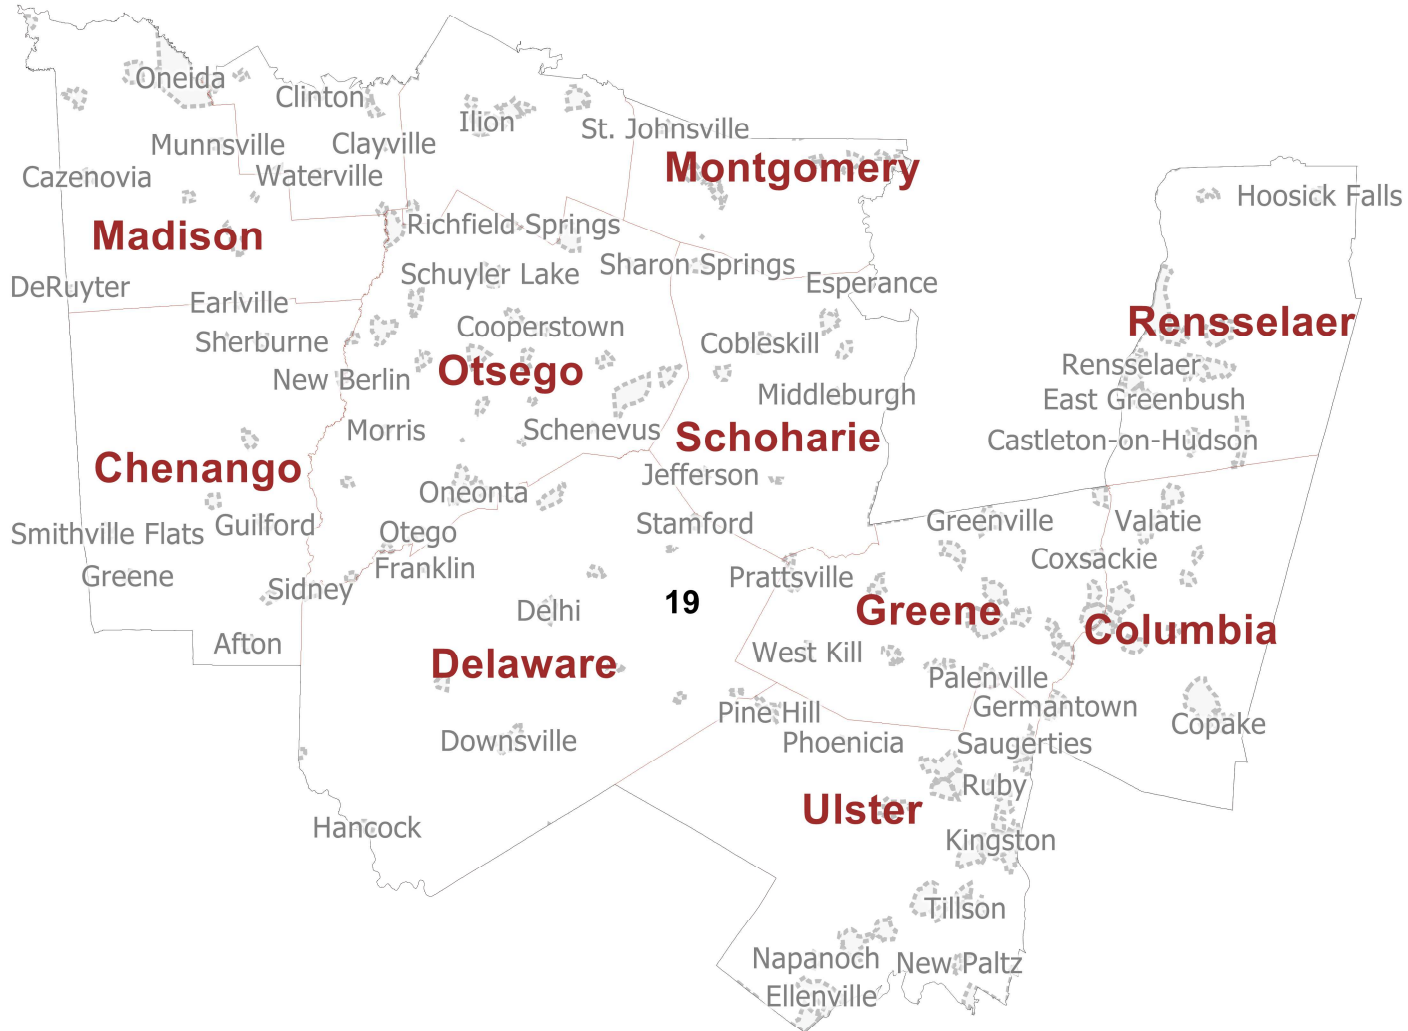 Oneida
Clinton
Ilion
St. Johnsville
Munnsville
Clayville
Montgomery
Cazenovia
Waterville
Hoosick Falls
Madison
Richfield Springs
Schuyler Lake
Sharon Springs
Esperance
DeRuyter
Earlville
Sherburne
Cooperstown
Cobleskill
Rensselaer
Rensselaer
New Berlin
Otsego
Middleburgh
East Greenbush
Morris
Schenevus
Schoharie
Castleton-on-Hudson
Chenango
Jefferson
Oneonta
Smithville Flats
Guilford
Otego
Stamford
Greenville
Valatie
Franklin
Coxsackie
Greene
Sidney
Prattsville
Delhi
19
Greene
Columbia
Afton
West Kill
Delaware
Palenville
Pine Hill
Germantown
Copake
Downsville
Phoenicia
Saugerties
Ruby
Ulster
Hancock
Kingston
Tillson
Napanoch
New Paltz
Ellenville